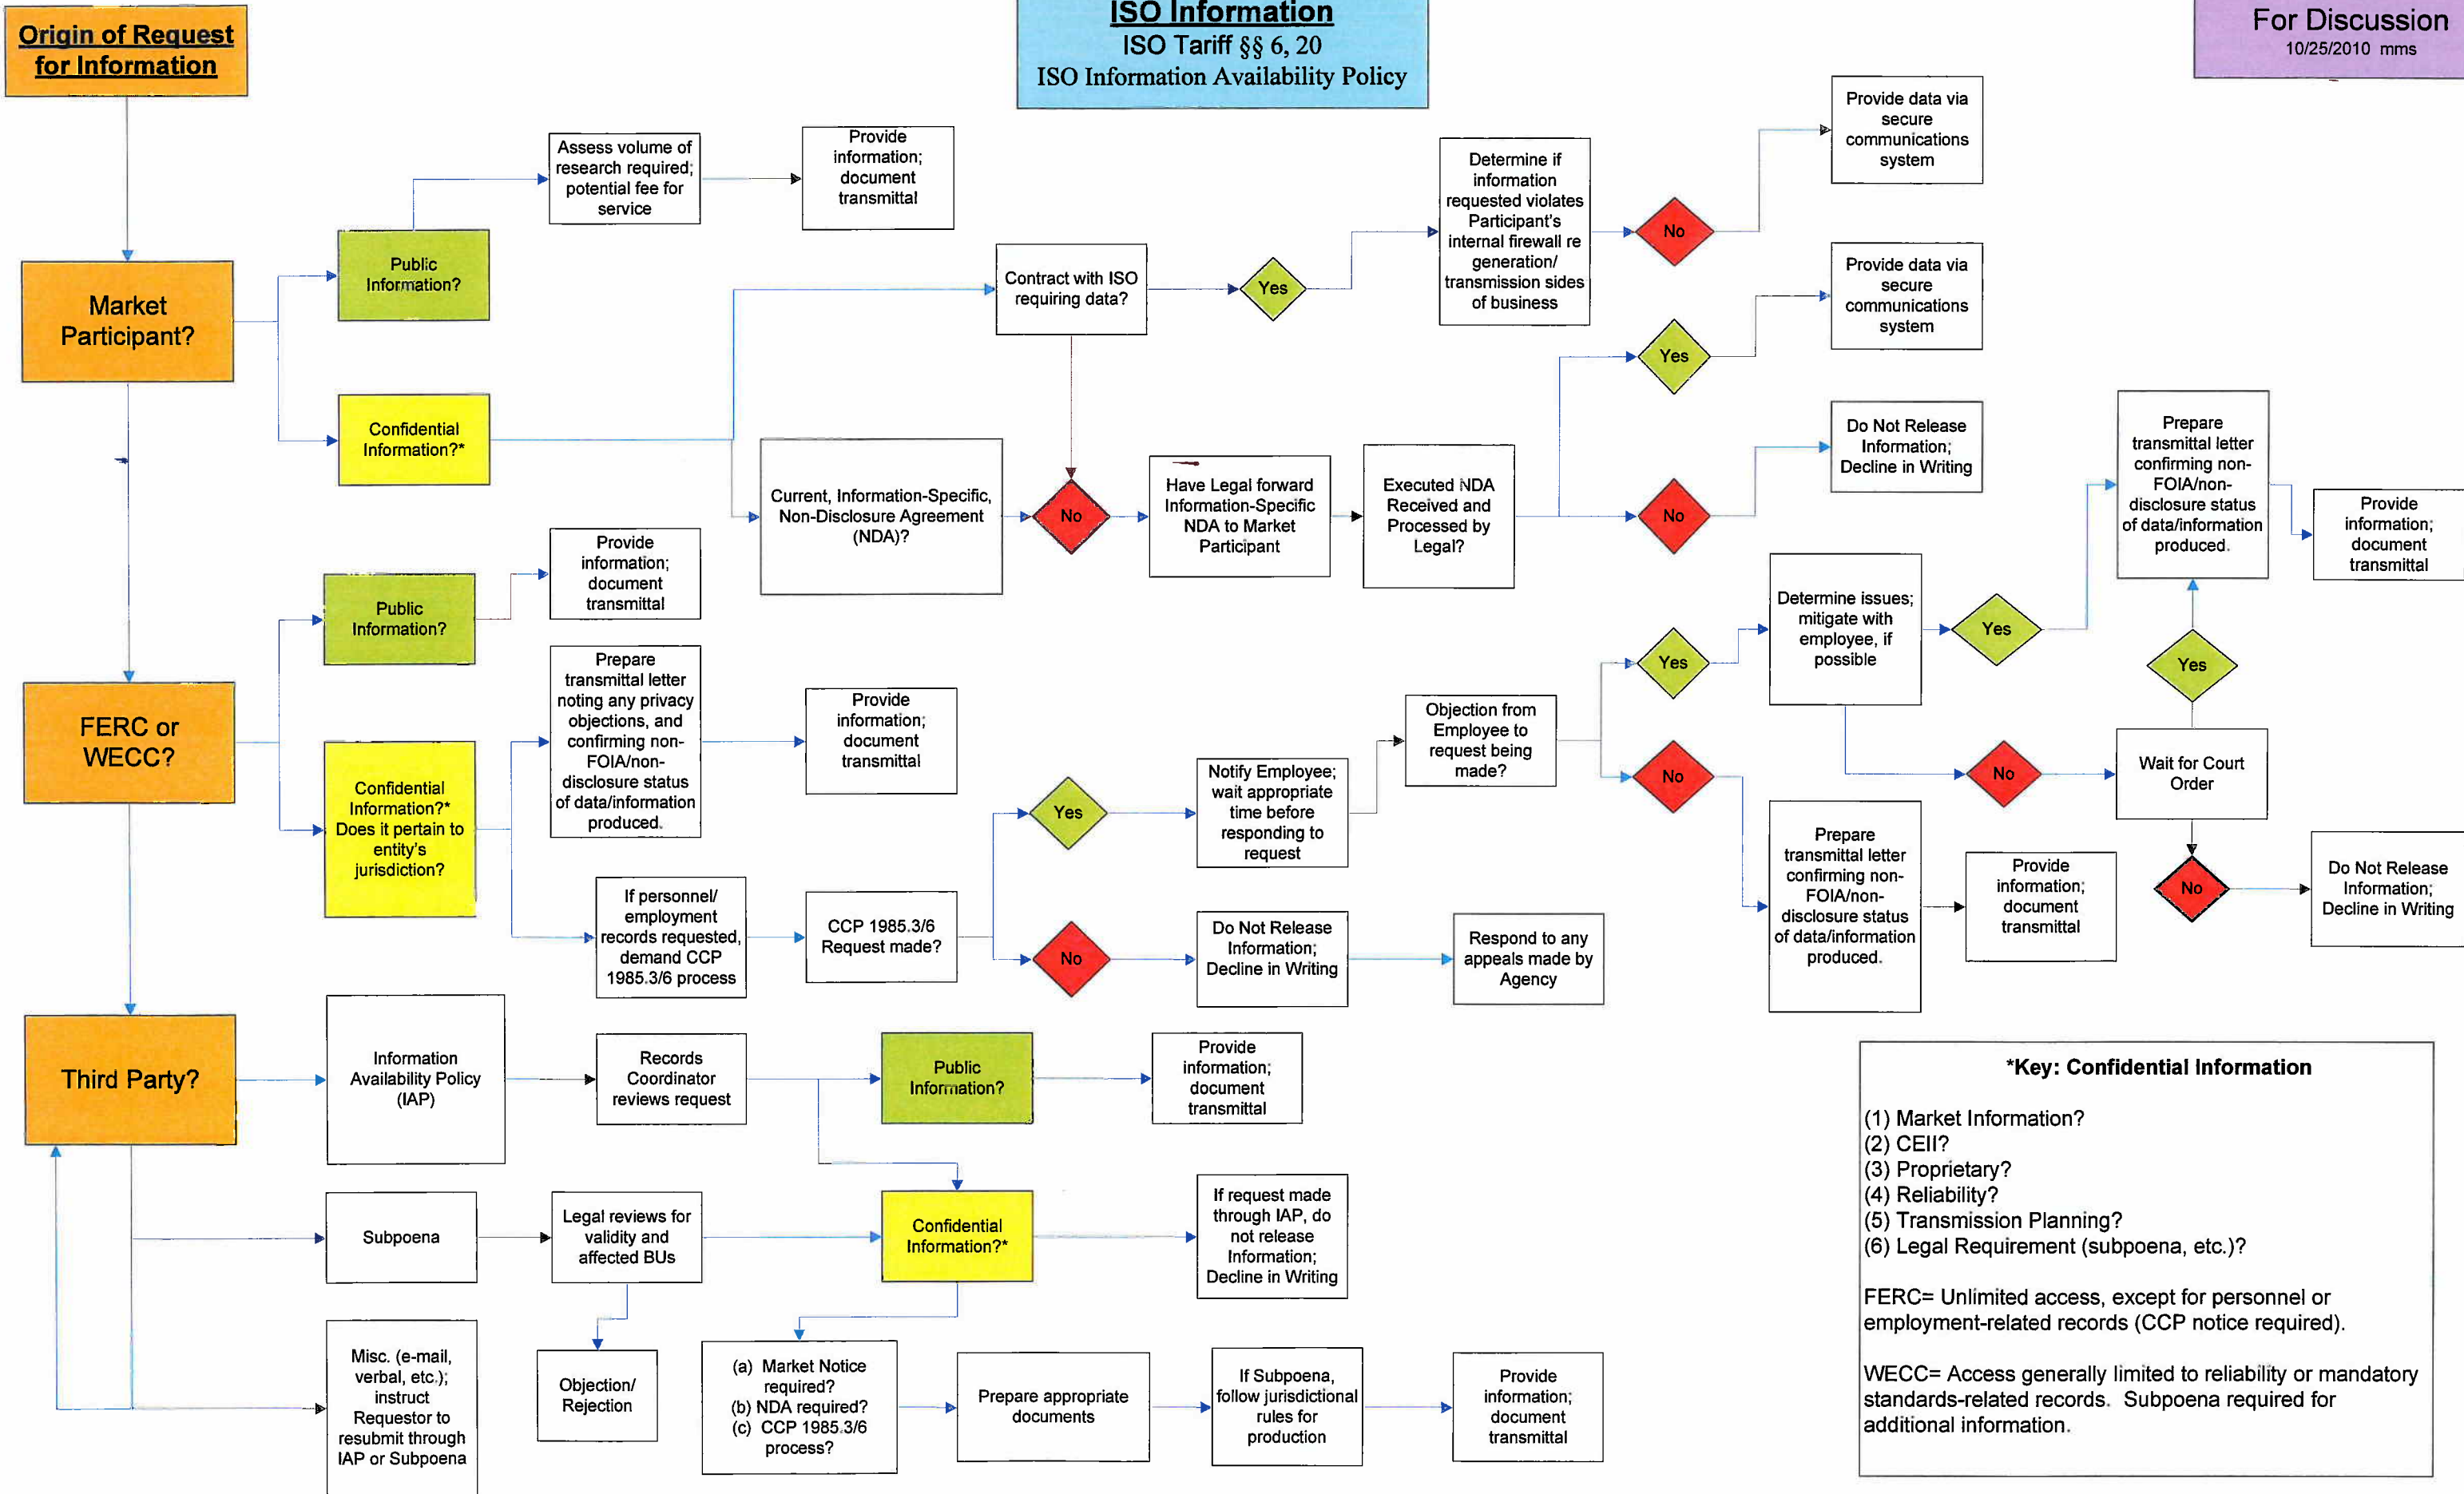 Origin of Request
for Information
ISO Information
ISO Tariff §§ 6, 20
ISO Information Availability Policy
For Discussion
10/25/2010 mms
Market
Participant?
Public
Information?
Assess volume of
research required;
potential fee for
service
Provide
information;
document
transmittal
Confidential
Information?*
Contract with ISO
requiring data?
Yes
Determine if
information
requested violates
Participant's
internal firewall re
generation/
transmission sides
of business
No
Provide data via
secure
communications
system
Current, Information-Specific,
Non-Disclosure Agreement
(NDA)?
No
Have Legal forward
Information-Specific
NDA to Market
Participant
Executed NDA
Received and
Processed by
Legal?
Yes
Provide data via
secure
communications
system
No
Do Not Release
Information;
Decline in Writing
FERC or
WECC?
Public
Information?
Provide
information;
document
transmittal
Confidential
Information?*
Does it pertain to
entity's
jurisdiction?
Prepare
transmittal letter
noting any privacy
objections, and
confirming non-
FOIA/non-
disclosure status
of data/information
produced.
Provide
information;
document
transmittal
If personnel/
employment
records requested,
demand CCP
1985.3/6 process
CCP 1985.3/6
Request made?
Yes
Notify Employee;
wait appropriate
time before
responding to
request
Objection from
Employee to
request being
made?
Yes
Determine issues;
mitigate with
employee, if
possible
Yes
Prepare
transmittal letter
confirming non-
FOIA/non-
disclosure status
of data/information
produced.
Provide
information;
document
transmittal
No
Wait for Court
Order
Yes
No
Do Not Release
Information;
Decline in Writing
No
Prepare
transmittal letter
confirming non-
FOIA/non-
disclosure status
of data/information
produced.
Provide
information;
document
transmittal
No
Do Not Release
Information;
Decline in Writing
Respond to any
appeals made by
Agency
Third Party?
Information
Availability Policy
(IAP)
Records
Coordinator
reviews request
Public
Information?
Provide
information;
document
transmittal
Subpoena
Legal reviews for
validity and
affected BUs
Confidential
Information?*
If request made
through IAP, do
not release
Information;
Decline in Writing
Misc. (e-mail,
verbal, etc.);
instruct
Requestor to
resubmit through
IAP or Subpoena
Objection/
Rejection
(a) Market Notice
required?
(b) NDA required?
(c) CCP 1985.3/6
process?
Prepare appropriate
documents
If Subpoena,
follow jurisdictional
rules for
production
Provide
information;
document
transmittal
*Key: Confidential Information
(1) Market Information?
(2) CEII?
(3) Proprietary?
(4) Reliability?
(5) Transmission Planning?
(6) Legal Requirement (subpoena, etc.)?
FERC= Unlimited access, except for personnel or
employment-related records (CCP notice required).
WECC= Access generally limited to reliability or mandatory
standards-related records. Subpoena required for
additional information.